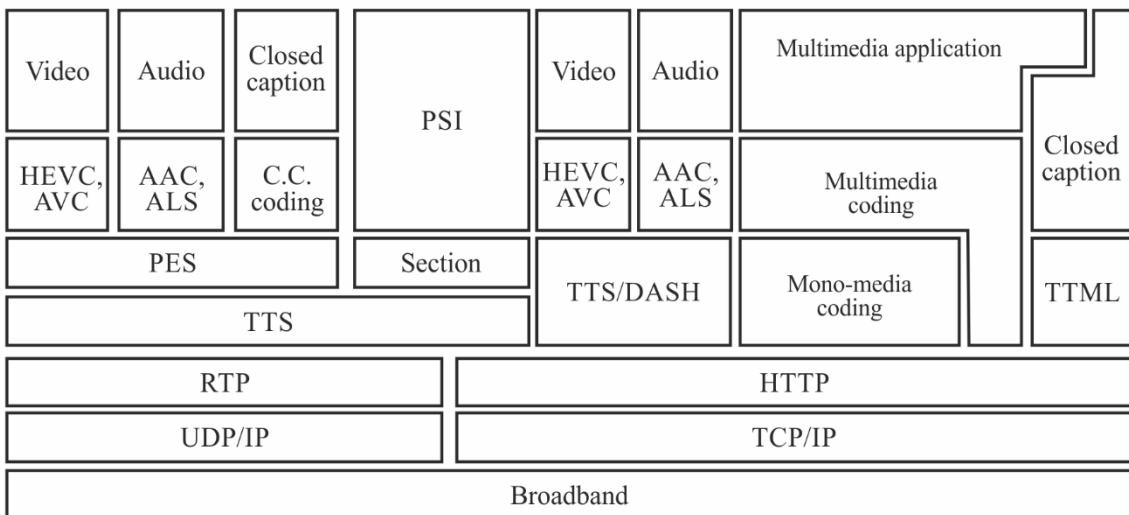 Video
Audio
Closed
caption
PSI
Video
Audio
Multimedia application
Closed
caption
HEVC,
AVC
AAC,
ALS
C.C.
coding
HEVC,
AVC
AAC,
ALS
Multimedia
coding
PES
Section
TTS/DASH
Mono-media
coding
TTML
TTS
RTP
HTTP
UDP/IP
TCP/IP
Broadband